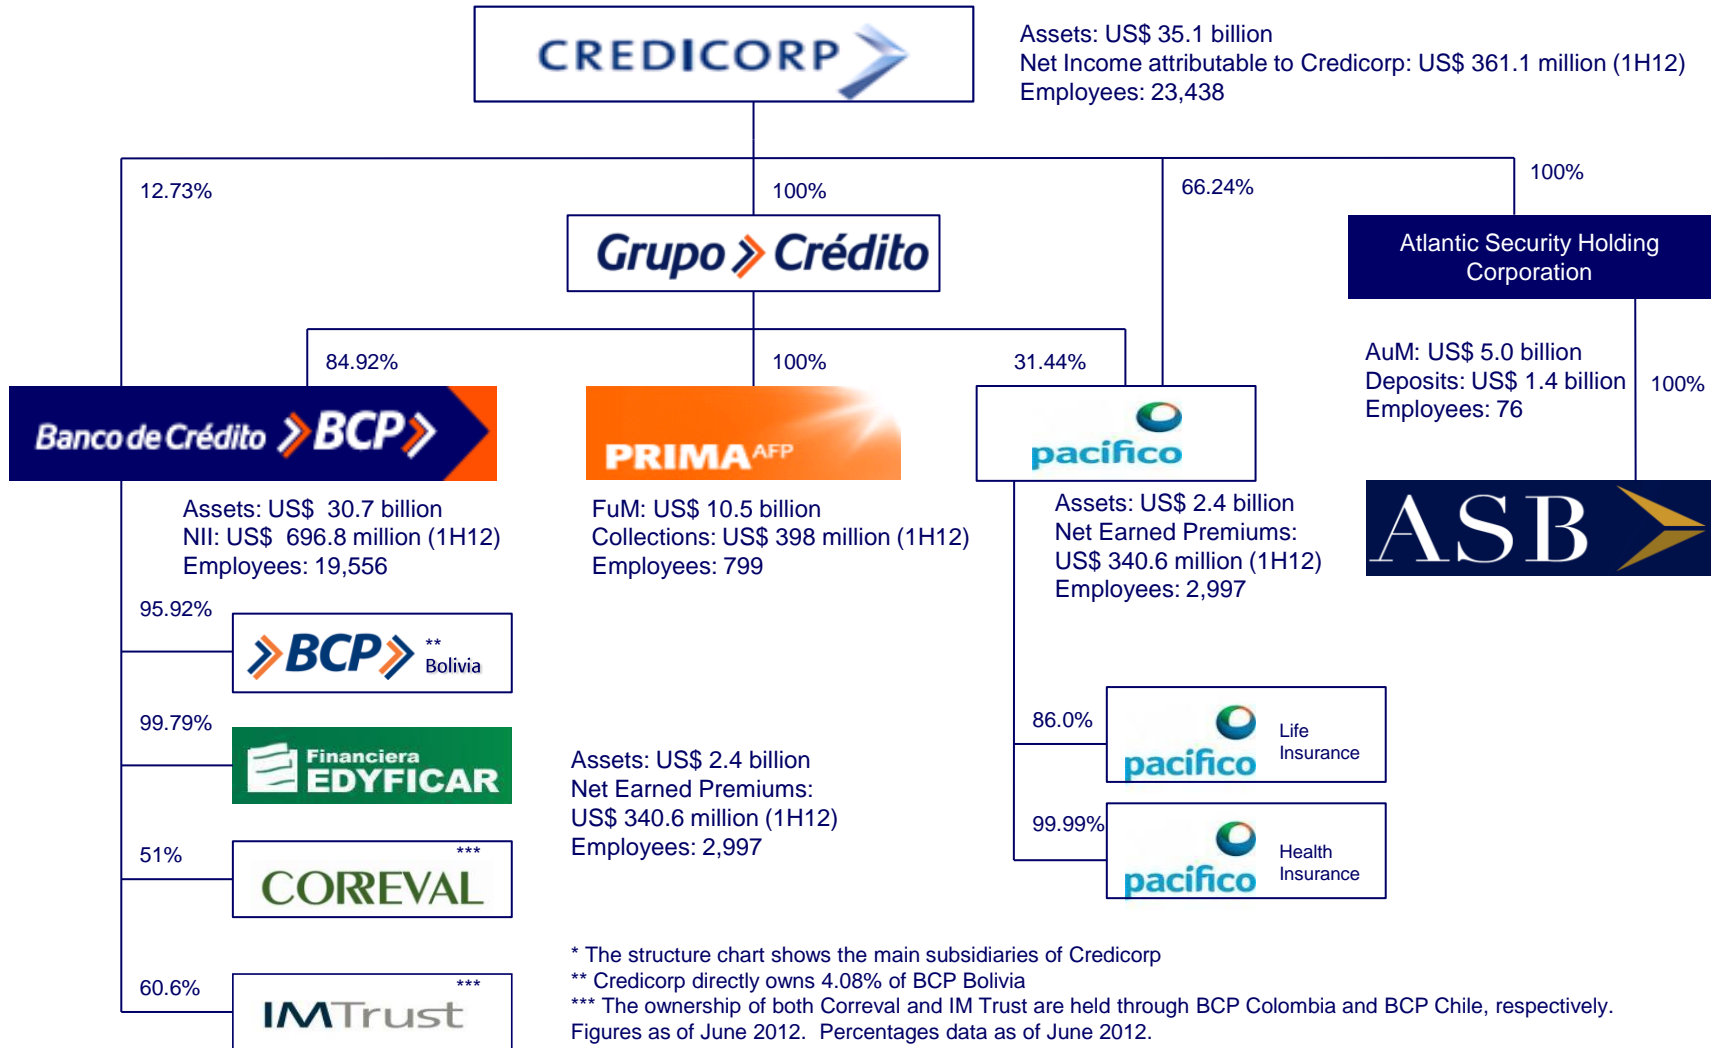 CREDICORP
Assets: US$ 35.1 billion
Net Income attributable to Credicorp: US$ 361.1 million (1H12)
Employees: 23,438
12.73%
100%
66.24%
100%
Grupo Crédito
Atlantic Security Holding
Corporation
84.92%
100%
31.44%
AuM: US$ 5.0 billion
Deposits: US$ 1.4 billion
Employees: 76
100%
Banco de Crédito BCP
PRIMA AFP
pacifico
ASB
Assets: US$ 30.7 billion
NII: US$ 696.8 million (1H12)
Employees: 19,556
FuM: US$ 10.5 billion
Collections: US$ 398 million (1H12)
Employees: 799
Assets: US$ 2.4 billion
Net Earned Premiums:
US$ 340.6 million (1H12)
Employees: 2,997
95.92%
BCP **
Bolivia
99.79%
Financiera
EDYFICAR
Assets: US$ 2.4 billion
Net Earned Premiums:
US$ 340.6 million (1H12)
Employees: 2,997
86.0%
pacifico
Life
Insurance
99.99%
pacifico
Health
Insurance
51%
***
CORREVAL
60.6%
***
IMTrust
* The structure chart shows the main subsidiaries of Credicorp
** Credicorp directly owns 4.08% of BCP Bolivia
*** The ownership of both Correval and IM Trust are held through BCP Colombia and BCP Chile, respectively.
Figures as of June 2012. Percentages data as of June 2012.